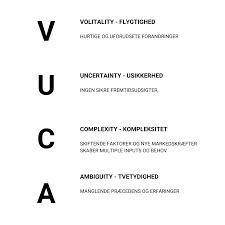 V
VOLITALITY - FLYGTIGHED
HURTIGE OG UFORUDSETE FORANDRINGER
U
UNCERTAINTY - USIKKERHED
INGEN SIKRE FREMTIDSUDSIGTER,
C
COMPLEXITY - KOMPLEKSITET
SKIFTENDE FAKTORER OG NYE MARKEDSKRÆFTER
SKABER MULTIPLE INPUTS OG BEHOV
A
AMBIGUITY - TVETYDIGHED
MANGLENDE PRÆCEDENS OG ERFARINGER